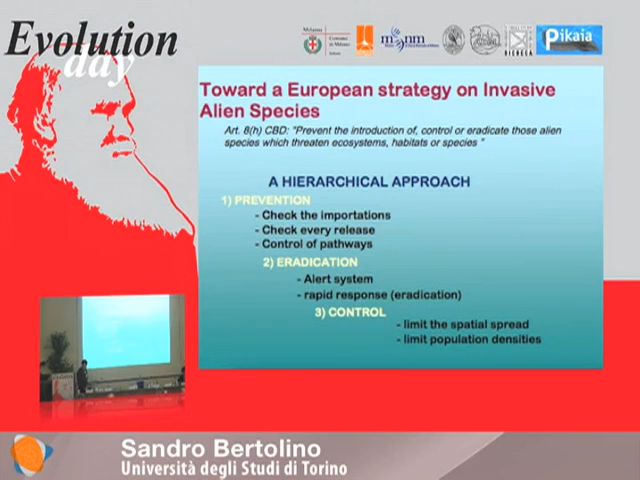 Evolution
day
Comune
di Milano
Pikaia
Toward a European strategy on Invasive
Alien Species
Art. 8(h) CBD: "Prevent the introduction of, control or eradicate those alien
species which threaten ecosystems, habitats or species "
A HIERARCHICAL APPROACH
1) PREVENTION
- Check the importations
- Check every release
- Control of pathways
2) ERADICATION
- Alert system
- rapid response (eradication)
3) CONTROL
- limit the spatial spread
- limit population densities
Sandro Bertolino
Università degli Studi di Torino